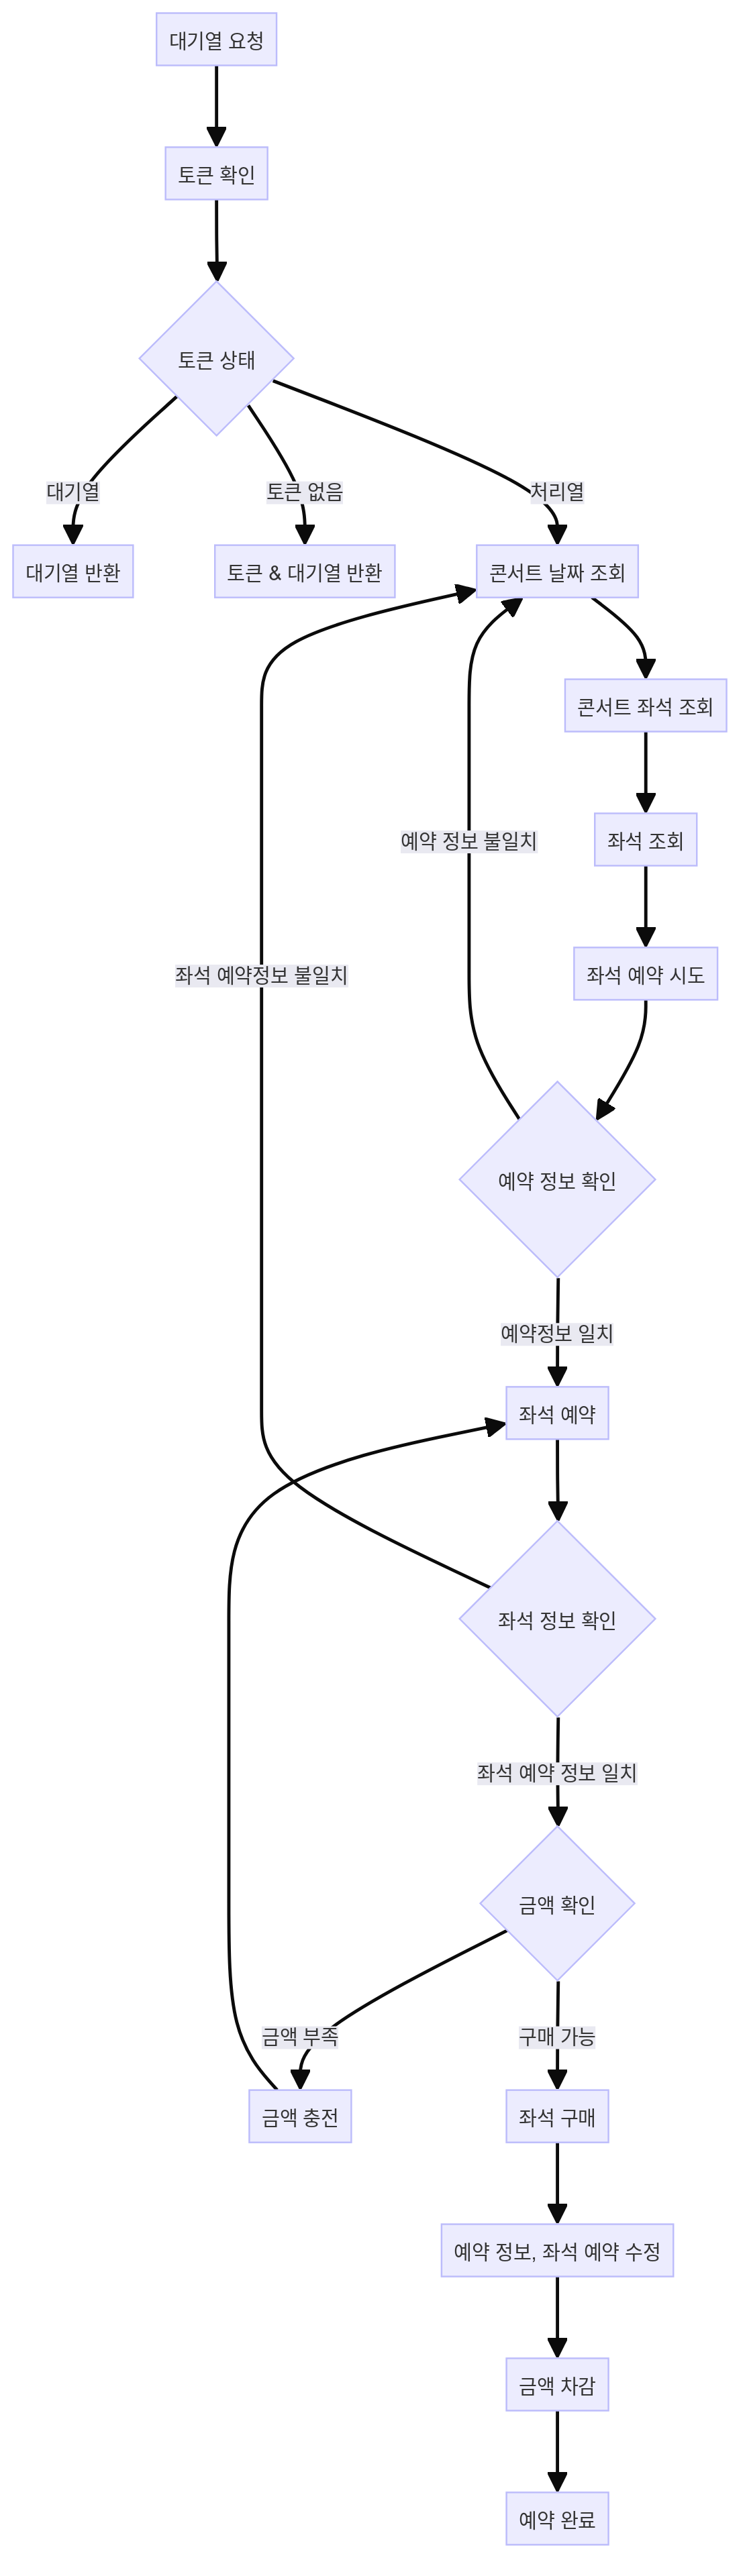 대기열 요청
토큰 확인
토큰 상태
대기열
토큰 없음
처리열
대기열 반환
토큰 & 대기열 반환
콘서트 날짜 조회
콘서트 좌석 조회
예약 정보 불일치
좌석 조회
좌석 예약정보 불일치
좌석 예약 시도
예약 정보 확인
예약정보 일치
좌석 예약
좌석 정보 확인
좌석 예약 정보 일치
금액 확인
금액 부족
구매 가능
금액 충전
좌석 구매
예약 정보, 좌석 예약 수정
금액 차감
예약 완료